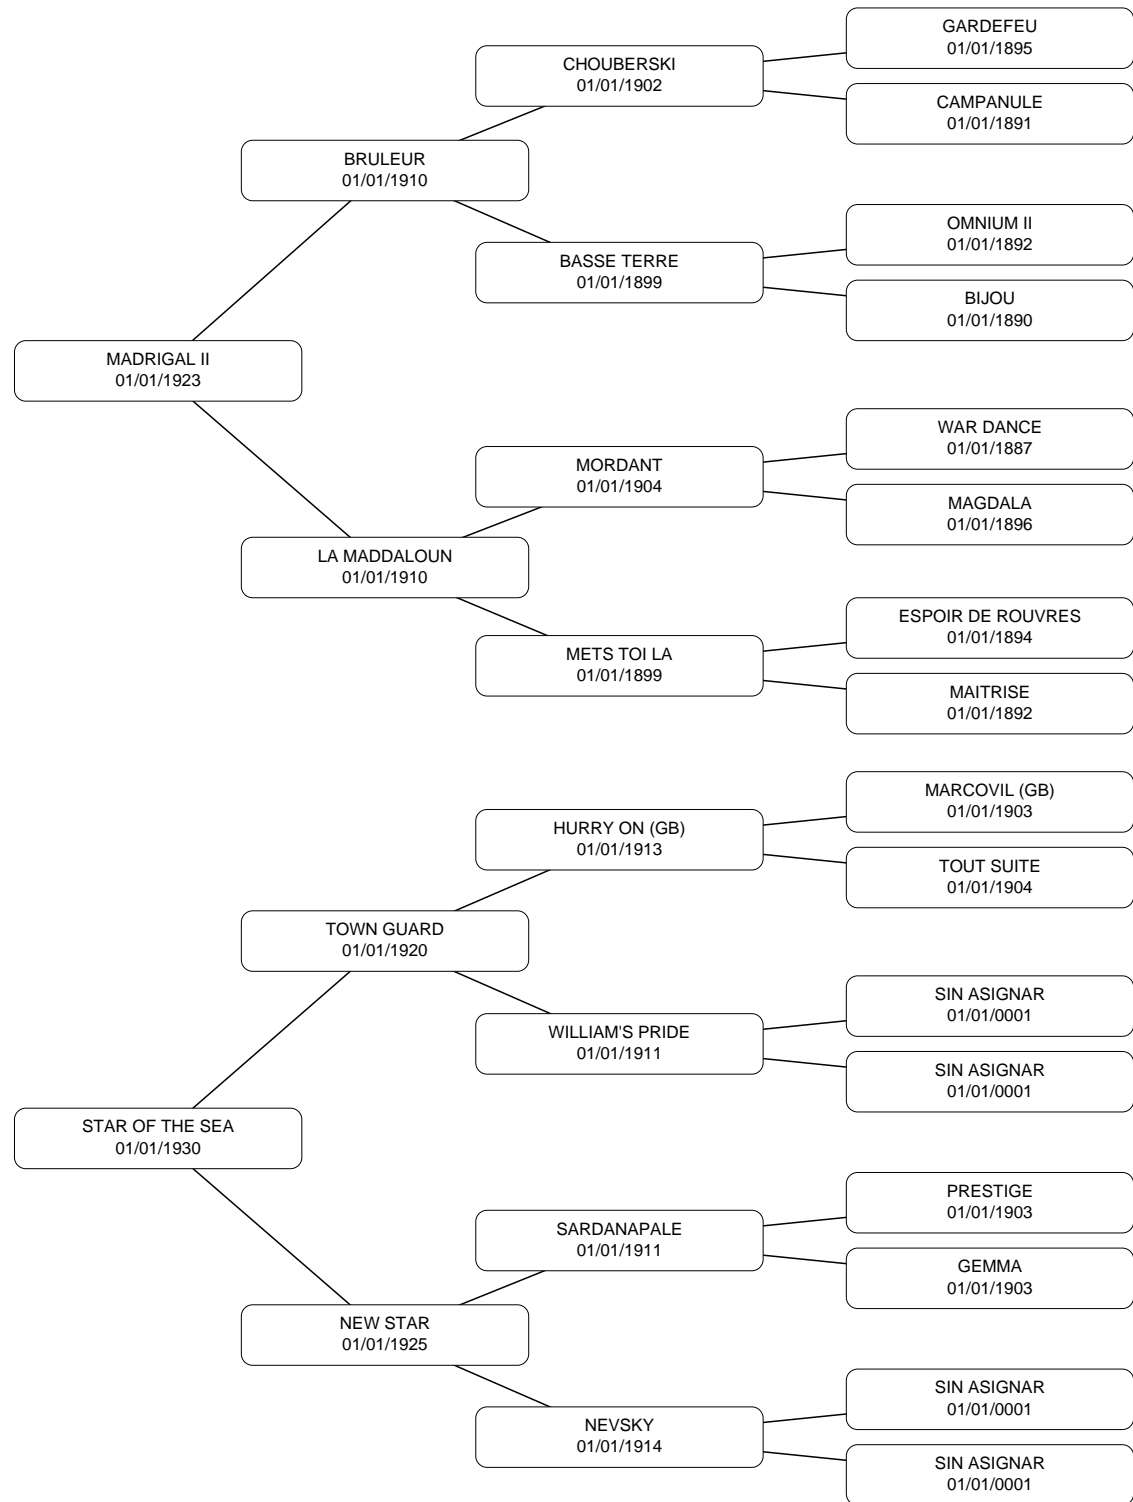 GARDEFEU
01/01/1895
CHOUBERSKI
01/01/1902
CAMPANULE
01/01/1891
BRULEUR
01/01/1910
OMNIUM II
01/01/1892
BASSE TERRE
01/01/1899
BIJOU
01/01/1890
MADRIGAL II
01/01/1923
WAR DANCE
01/01/1887
MORDANT
01/01/1904
MAGDALA
01/01/1896
LA MADDALOUN
01/01/1910
ESPOIR DE ROUVRES
01/01/1894
METS TOI LA
01/01/1899
MAITRISE
01/01/1892
MARCOVIL (GB)
01/01/1903
HURRY ON (GB)
01/01/1913
TOUT SUITE
01/01/1904
TOWN GUARD
01/01/1920
SIN ASIGNAR
01/01/0001
WILLIAM'S PRIDE
01/01/1911
SIN ASIGNAR
01/01/0001
STAR OF THE SEA
01/01/1930
PRESTIGE
01/01/1903
SARDANAPALE
01/01/1911
GEMMA
01/01/1903
NEW STAR
01/01/1925
SIN ASIGNAR
01/01/0001
NEVSKY
01/01/1914
SIN ASIGNAR
01/01/0001